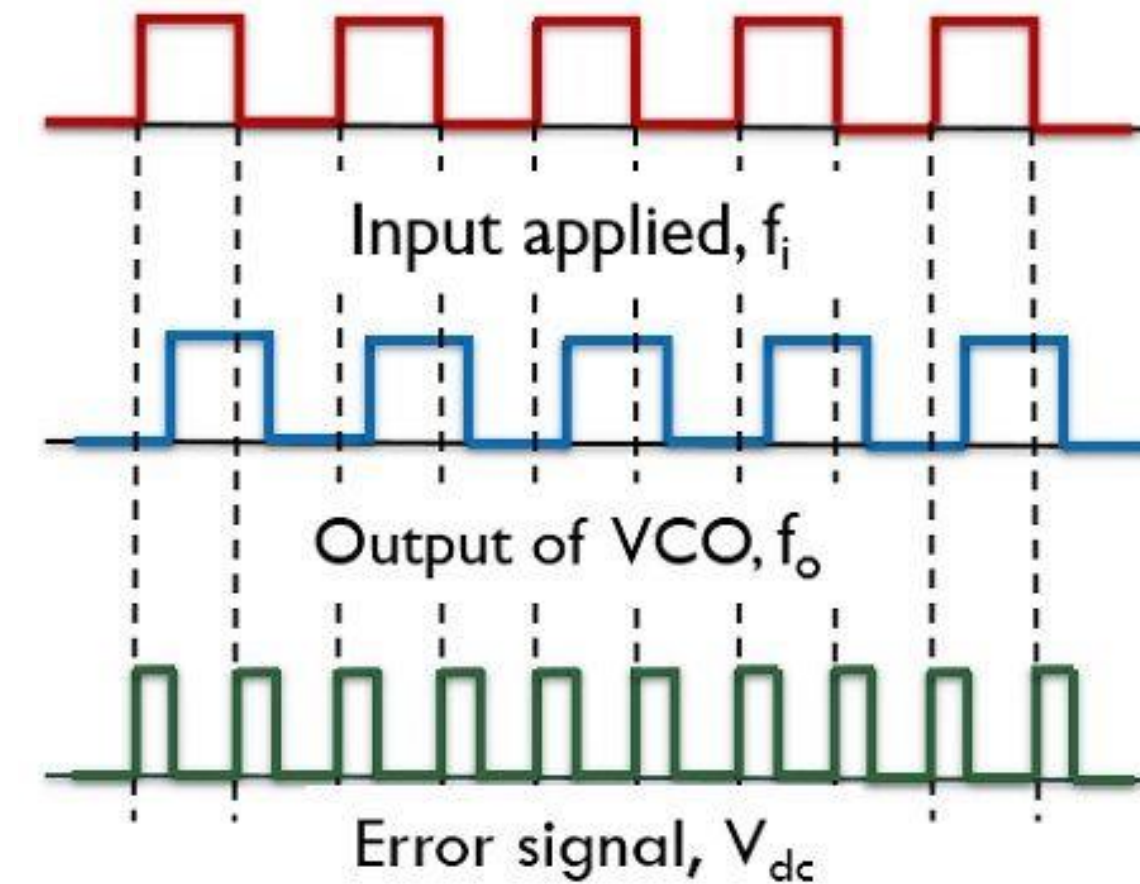 Input applied, fi
Output of VCO, fo
Error signal, Vdc